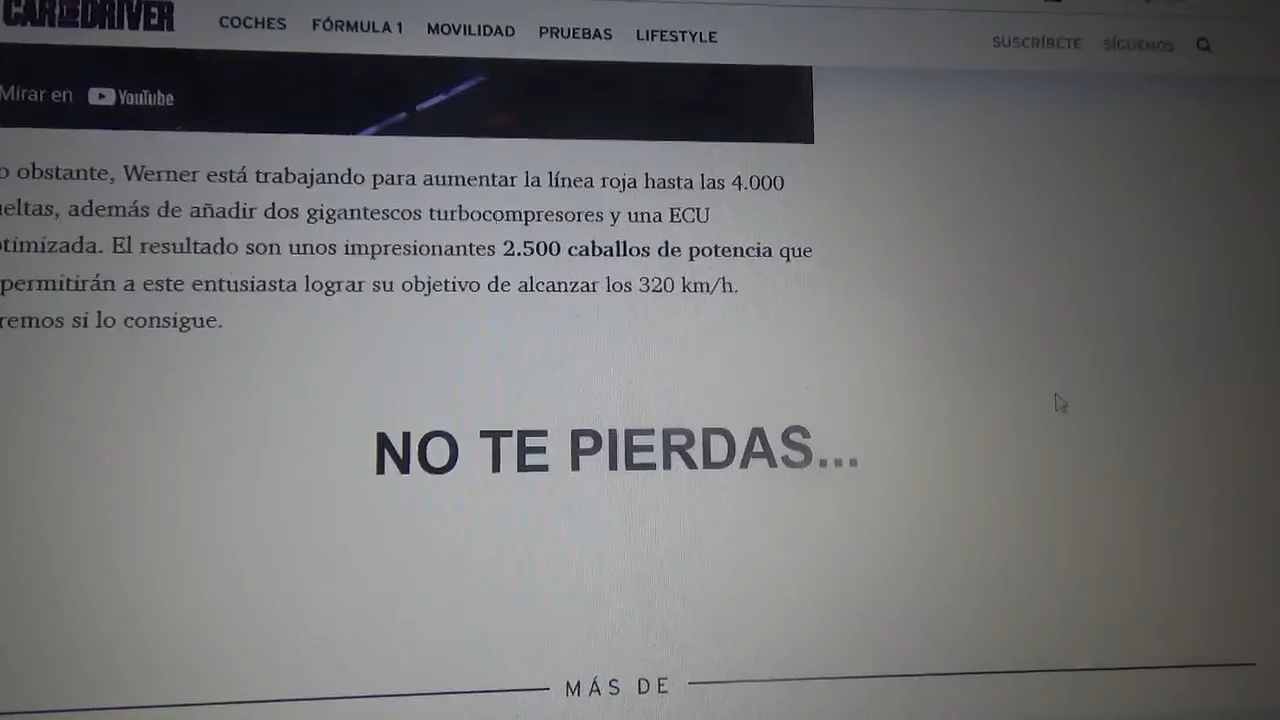 CAR AND DRIVER
COCHES FÓRMULA 1 MOVILIDAD PRUEBAS LIFESTYLE SUSCRÍBETE SÍGUENOS
Mirar en YouTube
o obstante, Werner está trabajando para aumentar la línea roja hasta las 4.000
ueltas, además de añadir dos gigantescos turbocompresores y una ECU
ptimizada. El resultado son unos impresionantes 2.500 caballos de potencia que
permitirán a este entusiasta lograr su objetivo de alcanzar los 320 km/h.
remos si lo consigue.
NO TE PIERDAS...
MÁS DE